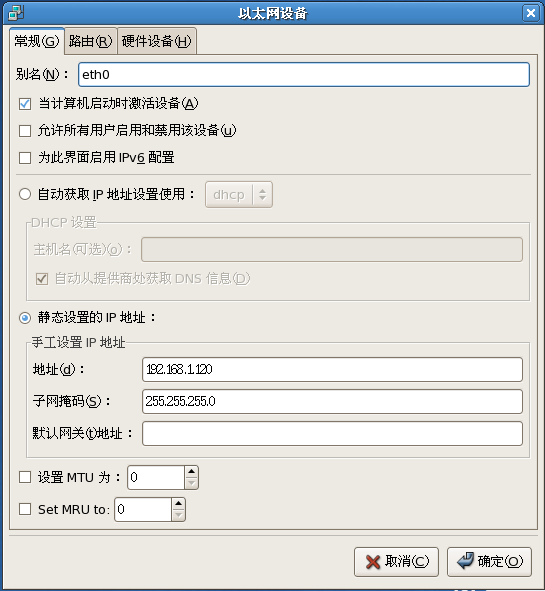 以太网设备
常规(G) 路由(R) 硬件设备(H)
别名(N)： eth0
当计算机启动时激活设备(A)
允许所有用户启用和禁用该设备(u)
为此界面启用 IPv6 配置
自动获取 IP 地址设置使用： dhcp
DHCP 设置
主机名(可选)(o)：
自动从提供商处获取 DNS 信息(D)
静态设置的 IP 地址：
手工设置 IP 地址
地址(d)： 192.168.1.120
子网掩码(S)： 255.255.255.0
默认网关(t)地址：
设置 MTU 为： 0
Set MRU to: 0
取消(C) 确定(O)